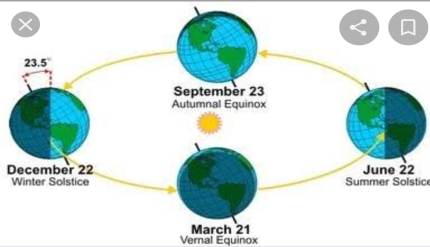 23.5°
September 23
Autumnal Equinox
December 22
Winter Solstice
June 22
Summer Solstice
March 21
Vernal Equinox